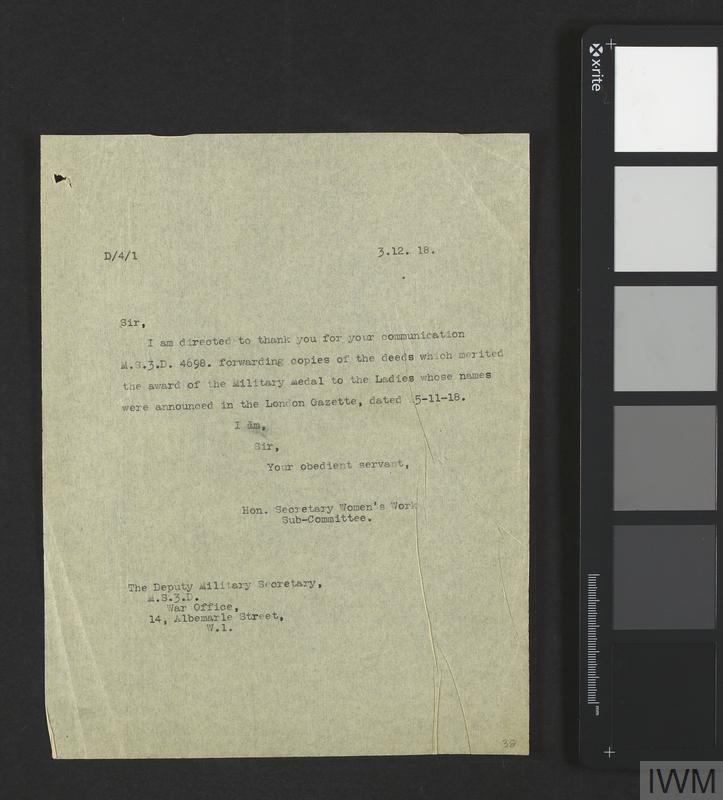 D/4/1 3.12. 18.
Sir,
I am directed to thank you for your communication
M.S.3.D. 4698. forwarding copies of the deeds which merited
the award of the Military Medal to the Ladies whose names
were announced in the London Gazette, dated 5-11-18.
I am,
Sir,
Your obedient servant,
Hon. Secretary Women's Work
Sub-Committee.
The Deputy Military Secretary,
M.S.3.D.
War Office,
14, Albemarle Street,
W.1.
38
x-rite
mm
IWM